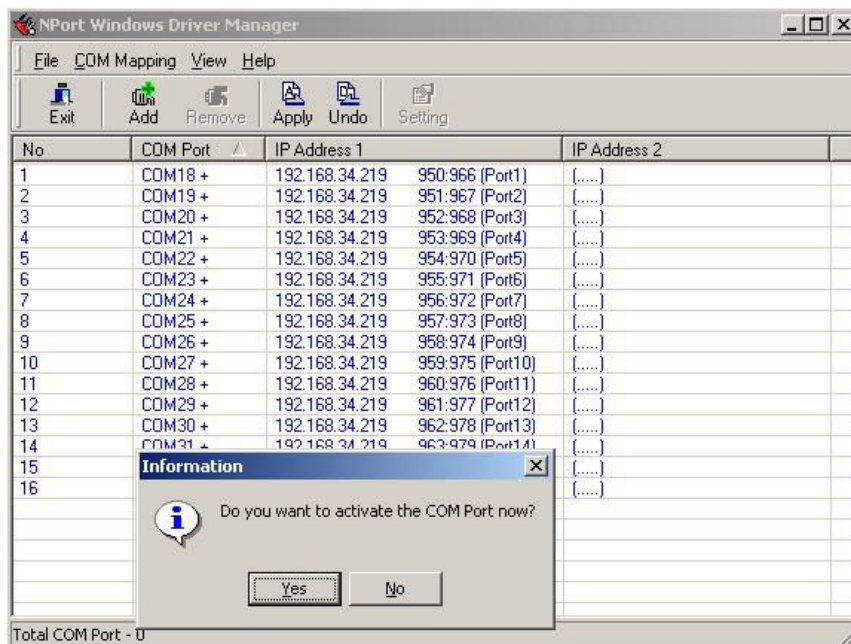 NPort Windows Driver Manager
File COM Mapping View Help
Exit Add Remove Apply Undo Setting
No COM Port IP Address 1 IP Address 2
1 COM18 + 192.168.34.219 950:966 (Port1) (.....)
2 COM19 + 192.168.34.219 951:967 (Port2) (.....)
3 COM20 + 192.168.34.219 952:968 (Port3) (.....)
4 COM21 + 192.168.34.219 953:969 (Port4) (.....)
5 COM22 + 192.168.34.219 954:970 (Port5) (.....)
6 COM23 + 192.168.34.219 955:971 (Port6) (.....)
7 COM24 + 192.168.34.219 956:972 (Port7) (.....)
8 COM25 + 192.168.34.219 957:973 (Port8) (.....)
9 COM26 + 192.168.34.219 958:974 (Port9) (.....)
10 COM27 + 192.168.34.219 959:975 (Port10) (.....)
11 COM28 + 192.168.34.219 960:976 (Port11) (.....)
12 COM29 + 192.168.34.219 961:977 (Port12) (.....)
13 COM30 + 192.168.34.219 962:978 (Port13) (.....)
14 COM31 + 192.168.34.219 963:979 (Port14) (.....)
15 (.....)
16 (.....)
Information
Do you want to activate the COM Port now?
Yes No
Total COM Port - 0